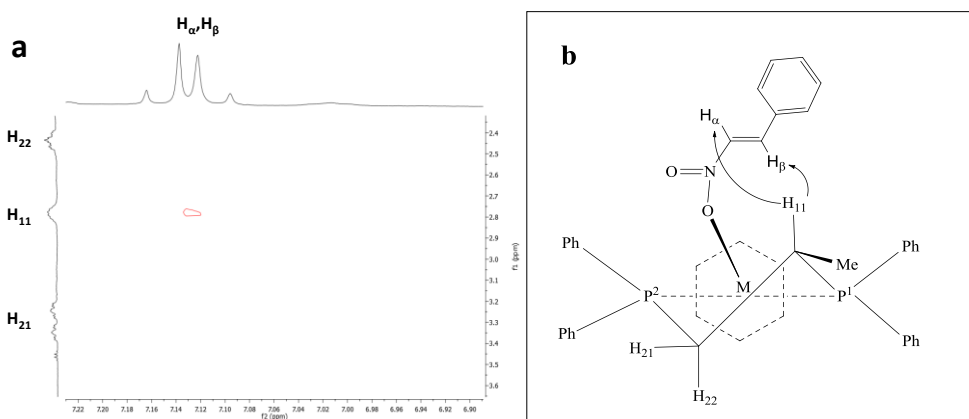 a
Hα,Hβ
H22
H11
H21
2.4
2.5
2.6
2.7
2.8
2.9
3.0
3.1
3.2
3.3
3.4
3.5
3.6
f1 (ppm)
7.22
7.20
7.18
7.16
7.14
7.12
7.10
7.08
7.06
7.04
7.02
7.00
6.98
6.96
6.94
6.92
6.90
f2 (ppm)
b
Hα
Hβ
O=N
O
H11
Ph
Me
Ph
M
P2
P1
Ph
Ph
H21
H22